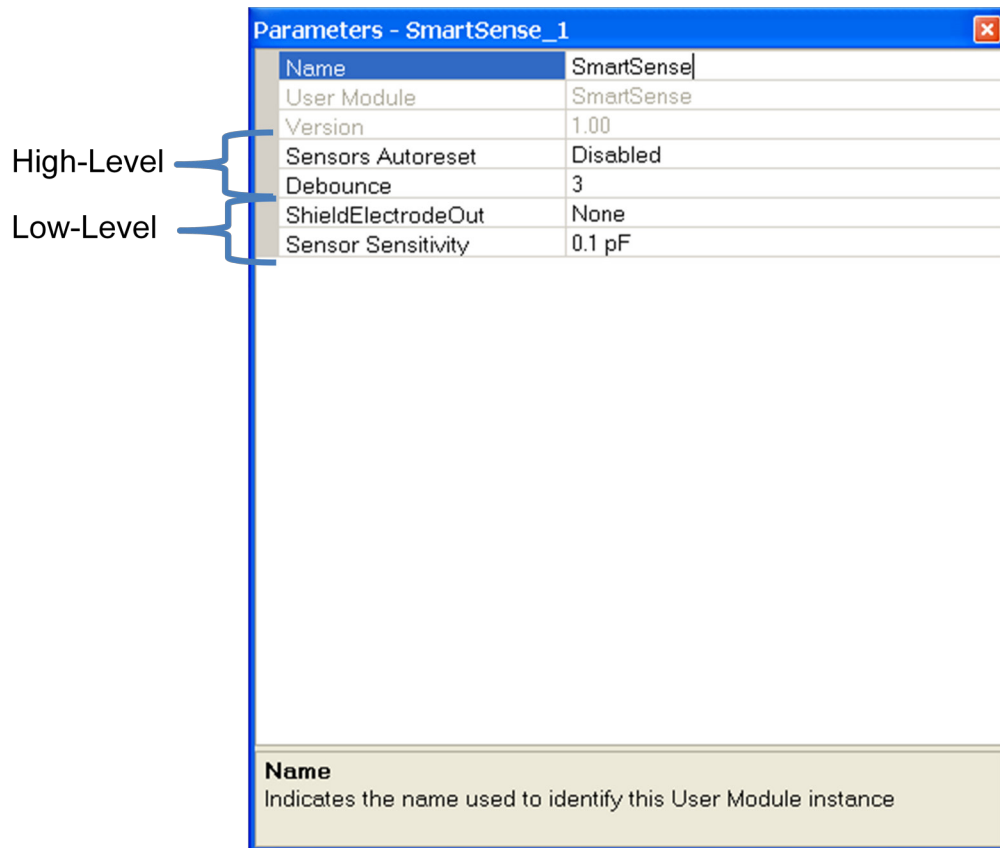 Parameters - SmartSense_1
Name SmartSense
User Module SmartSense
Version 1.00
High-Level
Sensors Autoreset Disabled
Debounce 3
Low-Level
ShieldElectrodeOut None
Sensor Sensitivity 0.1 pF
Name
Indicates the name used to identify this User Module instance